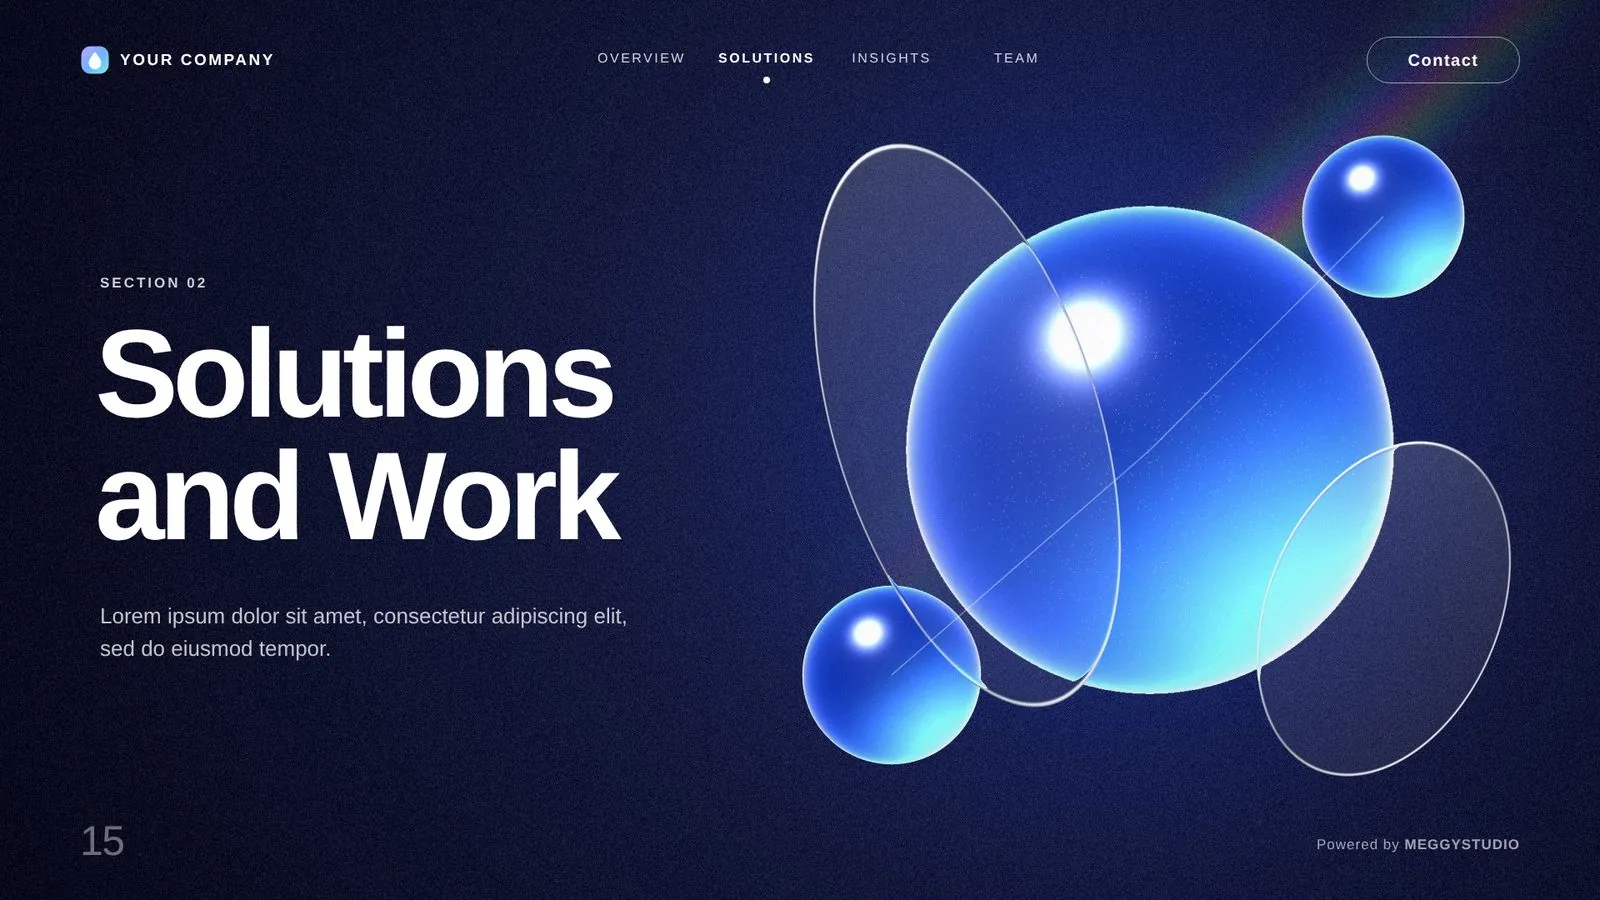 YOUR COMPANY
OVERVIEW SOLUTIONS INSIGHTS TEAM
Contact
SECTION 02
Solutions
and Work
Lorem ipsum dolor sit amet, consectetur adipiscing elit,
sed do eiusmod tempor.
15
Powered by MEGGYSTUDIO